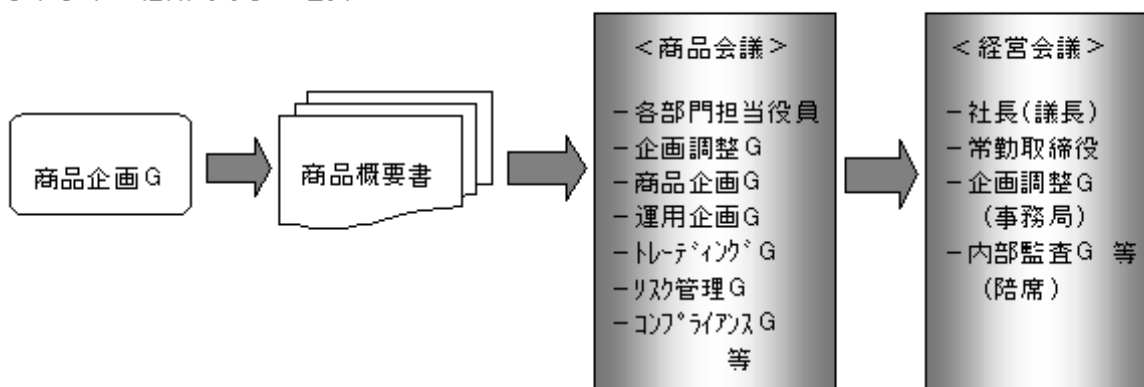 商品企画G
商品概要書
＜商品会議＞
－各部門担当役員
－企画調整G
－商品企画G
－運用企画G
－ﾄﾚｰﾃﾞｨﾝｸﾞG
－ﾘｽｸ管理G
－ｺﾝﾌﾟﾗｲｱﾝｽG
等
＜経営会議＞
－社長(議長)
－常勤取締役
－企画調整G
(事務局)
－内部監査G 等
(陪席)